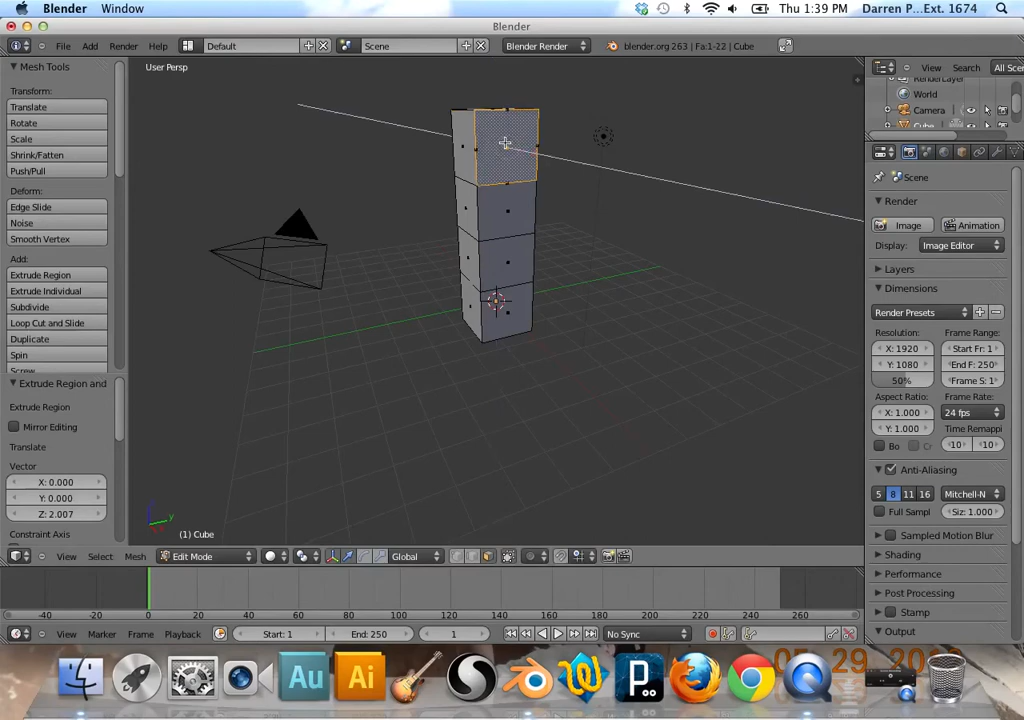 Blender Window Thu 1:39 PM Darren P...Ext. 1674
Blender
File Add Render Help Default Scene Blender Render blender.org 263 | Fa:1-22 | Cube View Search All Scen
Mesh Tools
User Persp
RenderLayer
World
Camera
Cube
Transform:
Translate
Rotate
Scale
Shrink/Fatten
Push/Pull
Deform:
Edge Slide
Noise
Smooth Vertex
Add:
Extrude Region
Extrude Individual
Subdivide
Loop Cut and Slide
Duplicate
Spin
Screw
Extrude Region and
Extrude Region
Mirror Editing
Translate
Vector
X: 0.000
Y: 0.000
Z: 2.007
Constraint Axis
z y
(1) Cube
Scene
Render
Image Animation
Display: Image Editor
Layers
Dimensions
Render Presets
Resolution: Frame Range:
X: 1920 Start Fr: 1
Y: 1080 End F: 250
50% Frame S: 1
Aspect Ratio: Frame Rate:
X: 1.000 24 fps
Y: 1.000 Time Remappi
Bo Cr 10 10
Anti-Aliasing
5 8 11 16 Mitchell-N
Full Sampl Siz: 1.000
Sampled Motion Blur
Shading
Performance
Post Processing
Stamp
Output
View Select Mesh Edit Mode Global
-40 -20 0 20 40 60 80 100 120 140 160 180 200 220 240 260
View Marker Frame Playback Start: 1 End: 250 1 No Sync
Au Ai P..